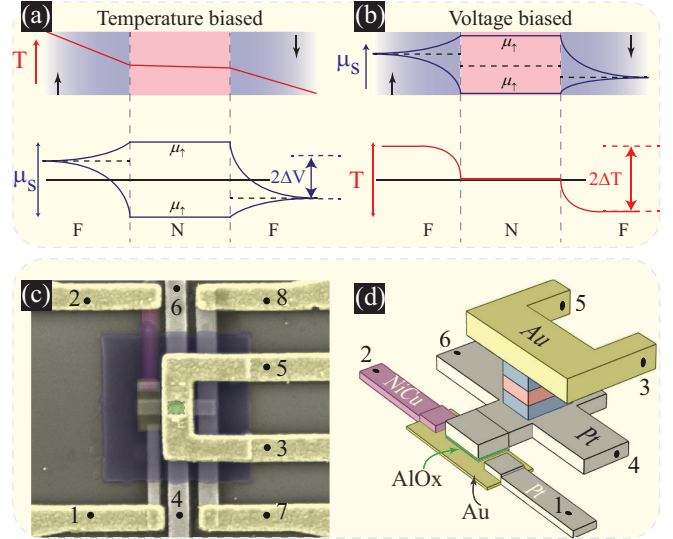 (a) Temperature biased
T
μs
μ↑
μ↑
2ΔV
F N F
(b) Voltage biased
μs
μ↑
μ↑
T
2ΔT
F N F
(c)
2 6 8
5
3
1 4 7
(d)
5
Au
6
3
2
NiCu
Pt
4
AlOx
Au
Pt
1